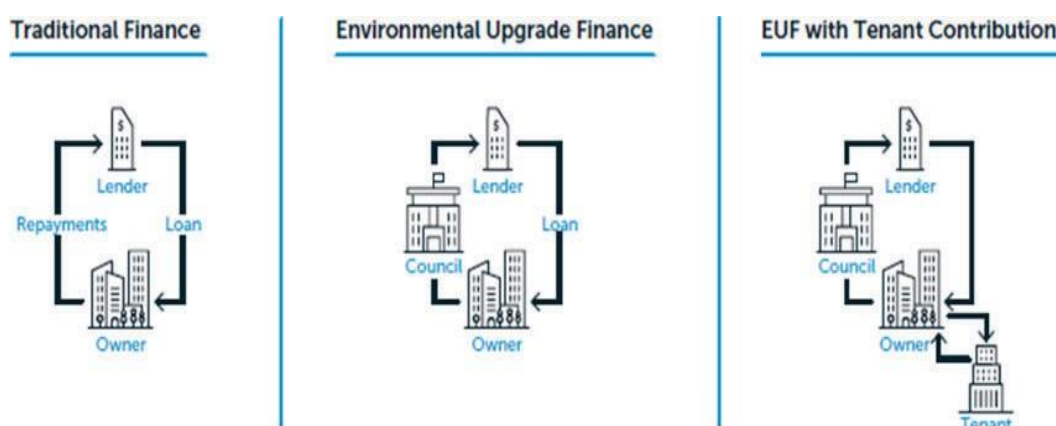 Traditional Finance
$
Lender
Repayments
Loan
Owner
Environmental Upgrade Finance
$
Lender
Council
Loan
Owner
EUF with Tenant Contribution
$
Lender
Council
Owner
Tenant